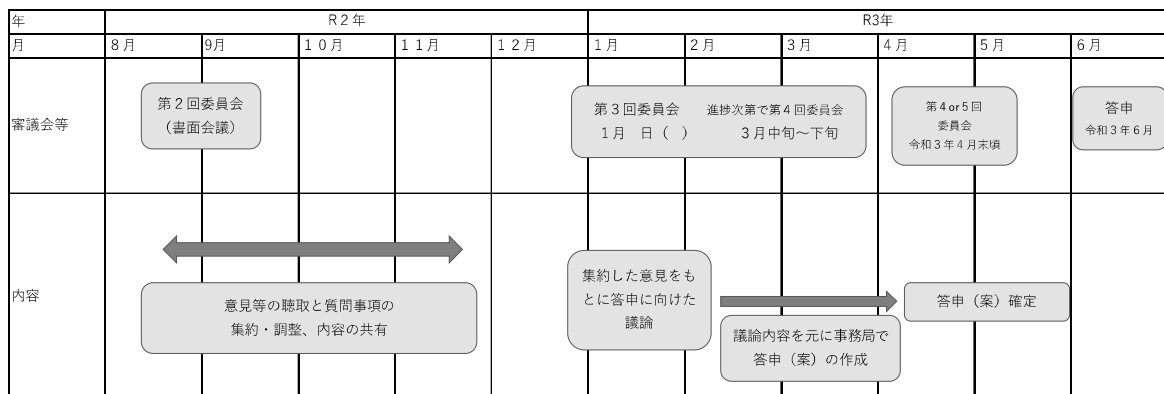 年 R２年 R3年
月 ８月 ９月 １０月 １１月 １２月 １月 ２月 ３月 ４月 ５月 ６月
審議会等
第２回委員会
（書面会議）
第３回委員会 進捗次第で第４回委員会
１月 日（ ） ３月中旬～下旬
第４or５回
委員会
令和３年４月末頃
答申
令和３年６月
内容
意見等の聴取と質問事項の
集約・調整、内容の共有
集約した意見をも
とに答申に向けた
議論
議論内容を元に事務局で
答申（案）の作成
答申（案）確定